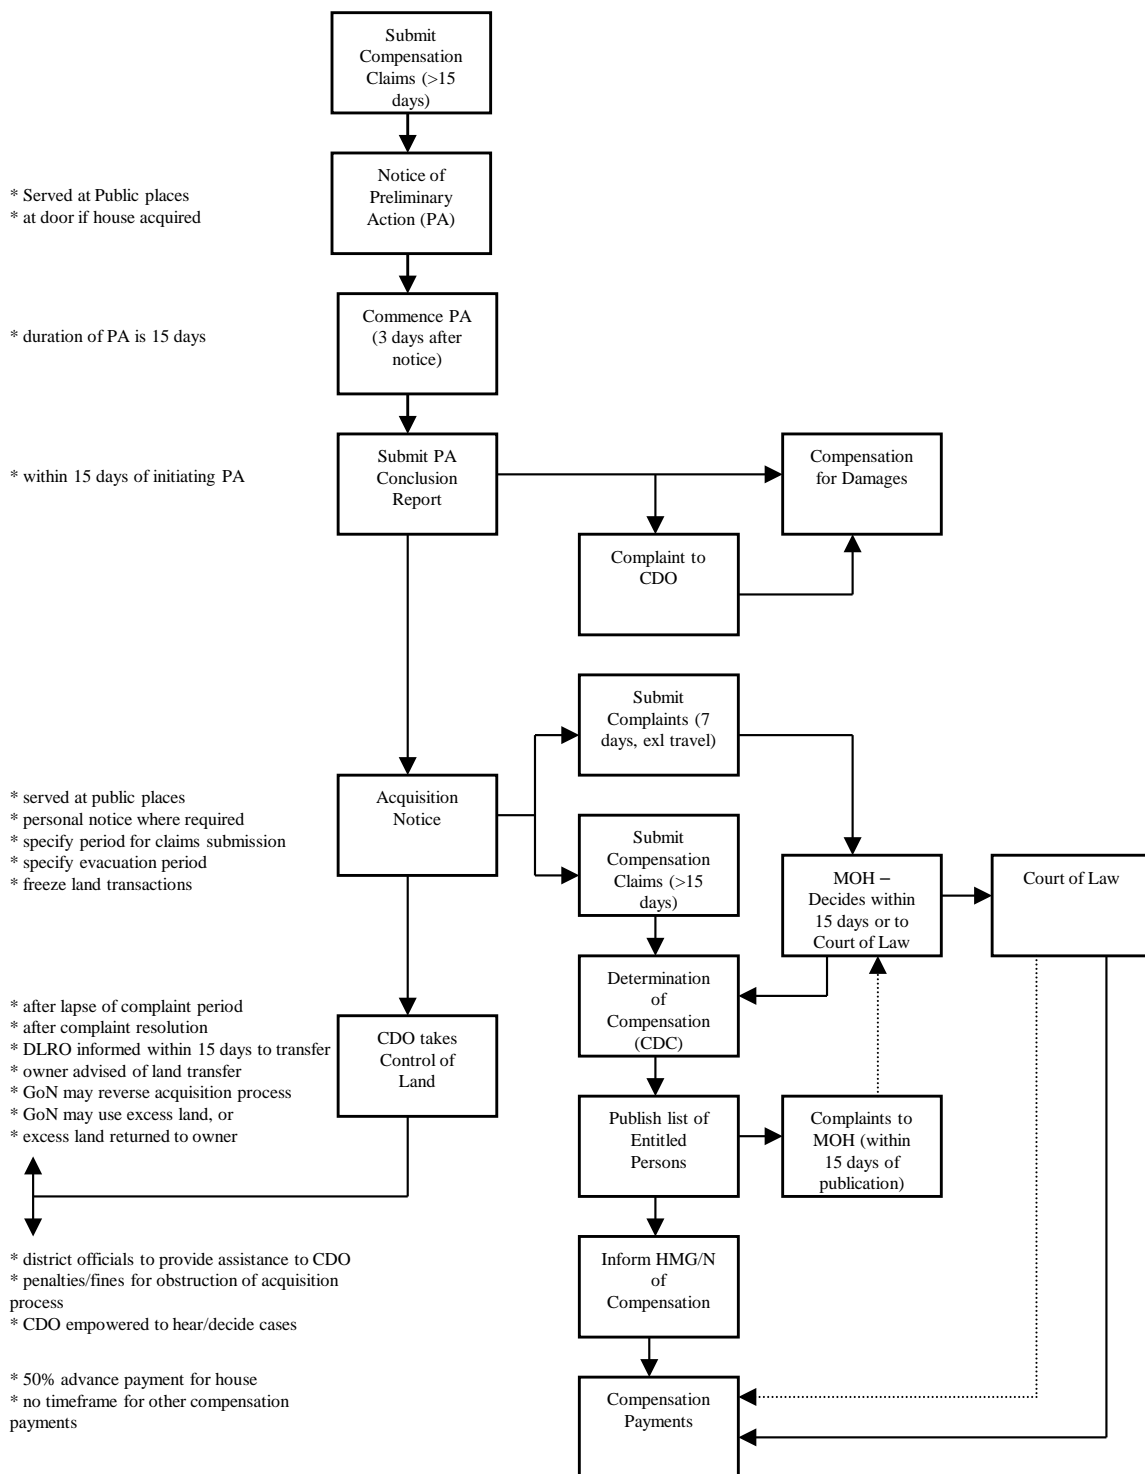 Submit
Compensation
Claims (>15
days)
Notice of
Preliminary
Action (PA)
* Served at Public places
* at door if house acquired
Commence PA
(3 days after
notice)
* duration of PA is 15 days
Submit PA
Conclusion
Report
* within 15 days of initiating PA
Compensation
for Damages
Complaint to
CDO
Submit
Complaints (7
days, exl travel)
Acquisition
Notice
* served at public places
* personal notice where required
* specify period for claims submission
* specify evacuation period
* freeze land transactions
Submit
Compensation
Claims (>15
days)
MOH –
Decides within
15 days or to
Court of Law
Court of Law
Determination
of
Compensation
(CDC)
* after lapse of complaint period
* after complaint resolution
* DLRO informed within 15 days to transfer
* owner advised of land transfer
* GoN may reverse acquisition process
* GoN may use excess land, or
* excess land returned to owner
CDO takes
Control of
Land
Publish list of
Entitled
Persons
Complaints to
MOH (within
15 days of
publication)
* district officials to provide assistance to CDO
* penalties/fines for obstruction of acquisition
process
* CDO empowered to hear/decide cases
Inform HMG/N
of
Compensation
* 50% advance payment for house
* no timeframe for other compensation
payments
Compensation
Payments